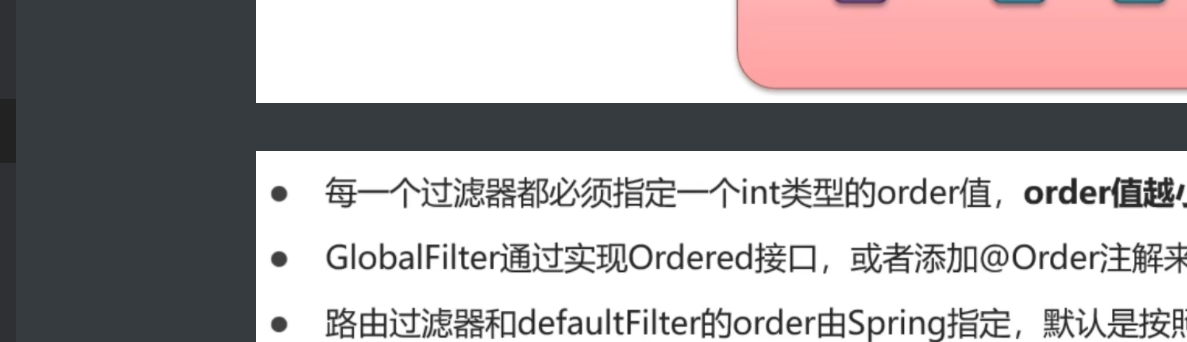 每一个过滤器都必须指定一个int类型的order值，order值越
GlobalFilter通过实现Ordered接口，或者添加@Order注解来
路由过滤器和defaultFilter的order由Spring指定，默认是按